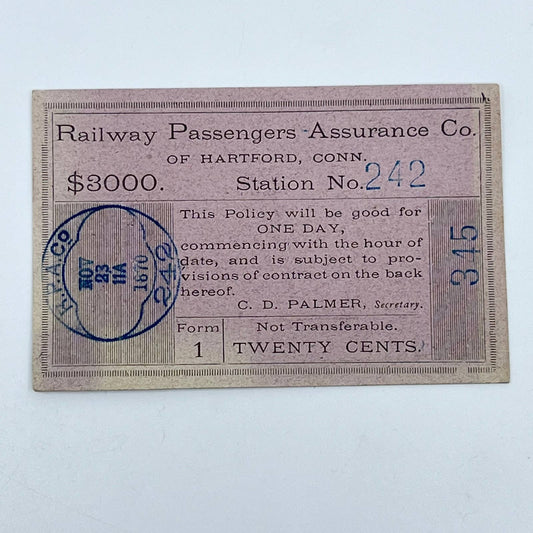 Railway Passengers Assurance Co.
OF HARTFORD, CONN.
$3000. Station No. 242
This Policy will be good for
ONE DAY,
commencing with the hour of
date, and is subject to pro-
visions of contract on the back
hereof.
C. D. PALMER, Secretary.
R.P.A.Co
NOV
23
11A
1870
242
345
Form
1
Not Transferable.
TWENTY CENTS.